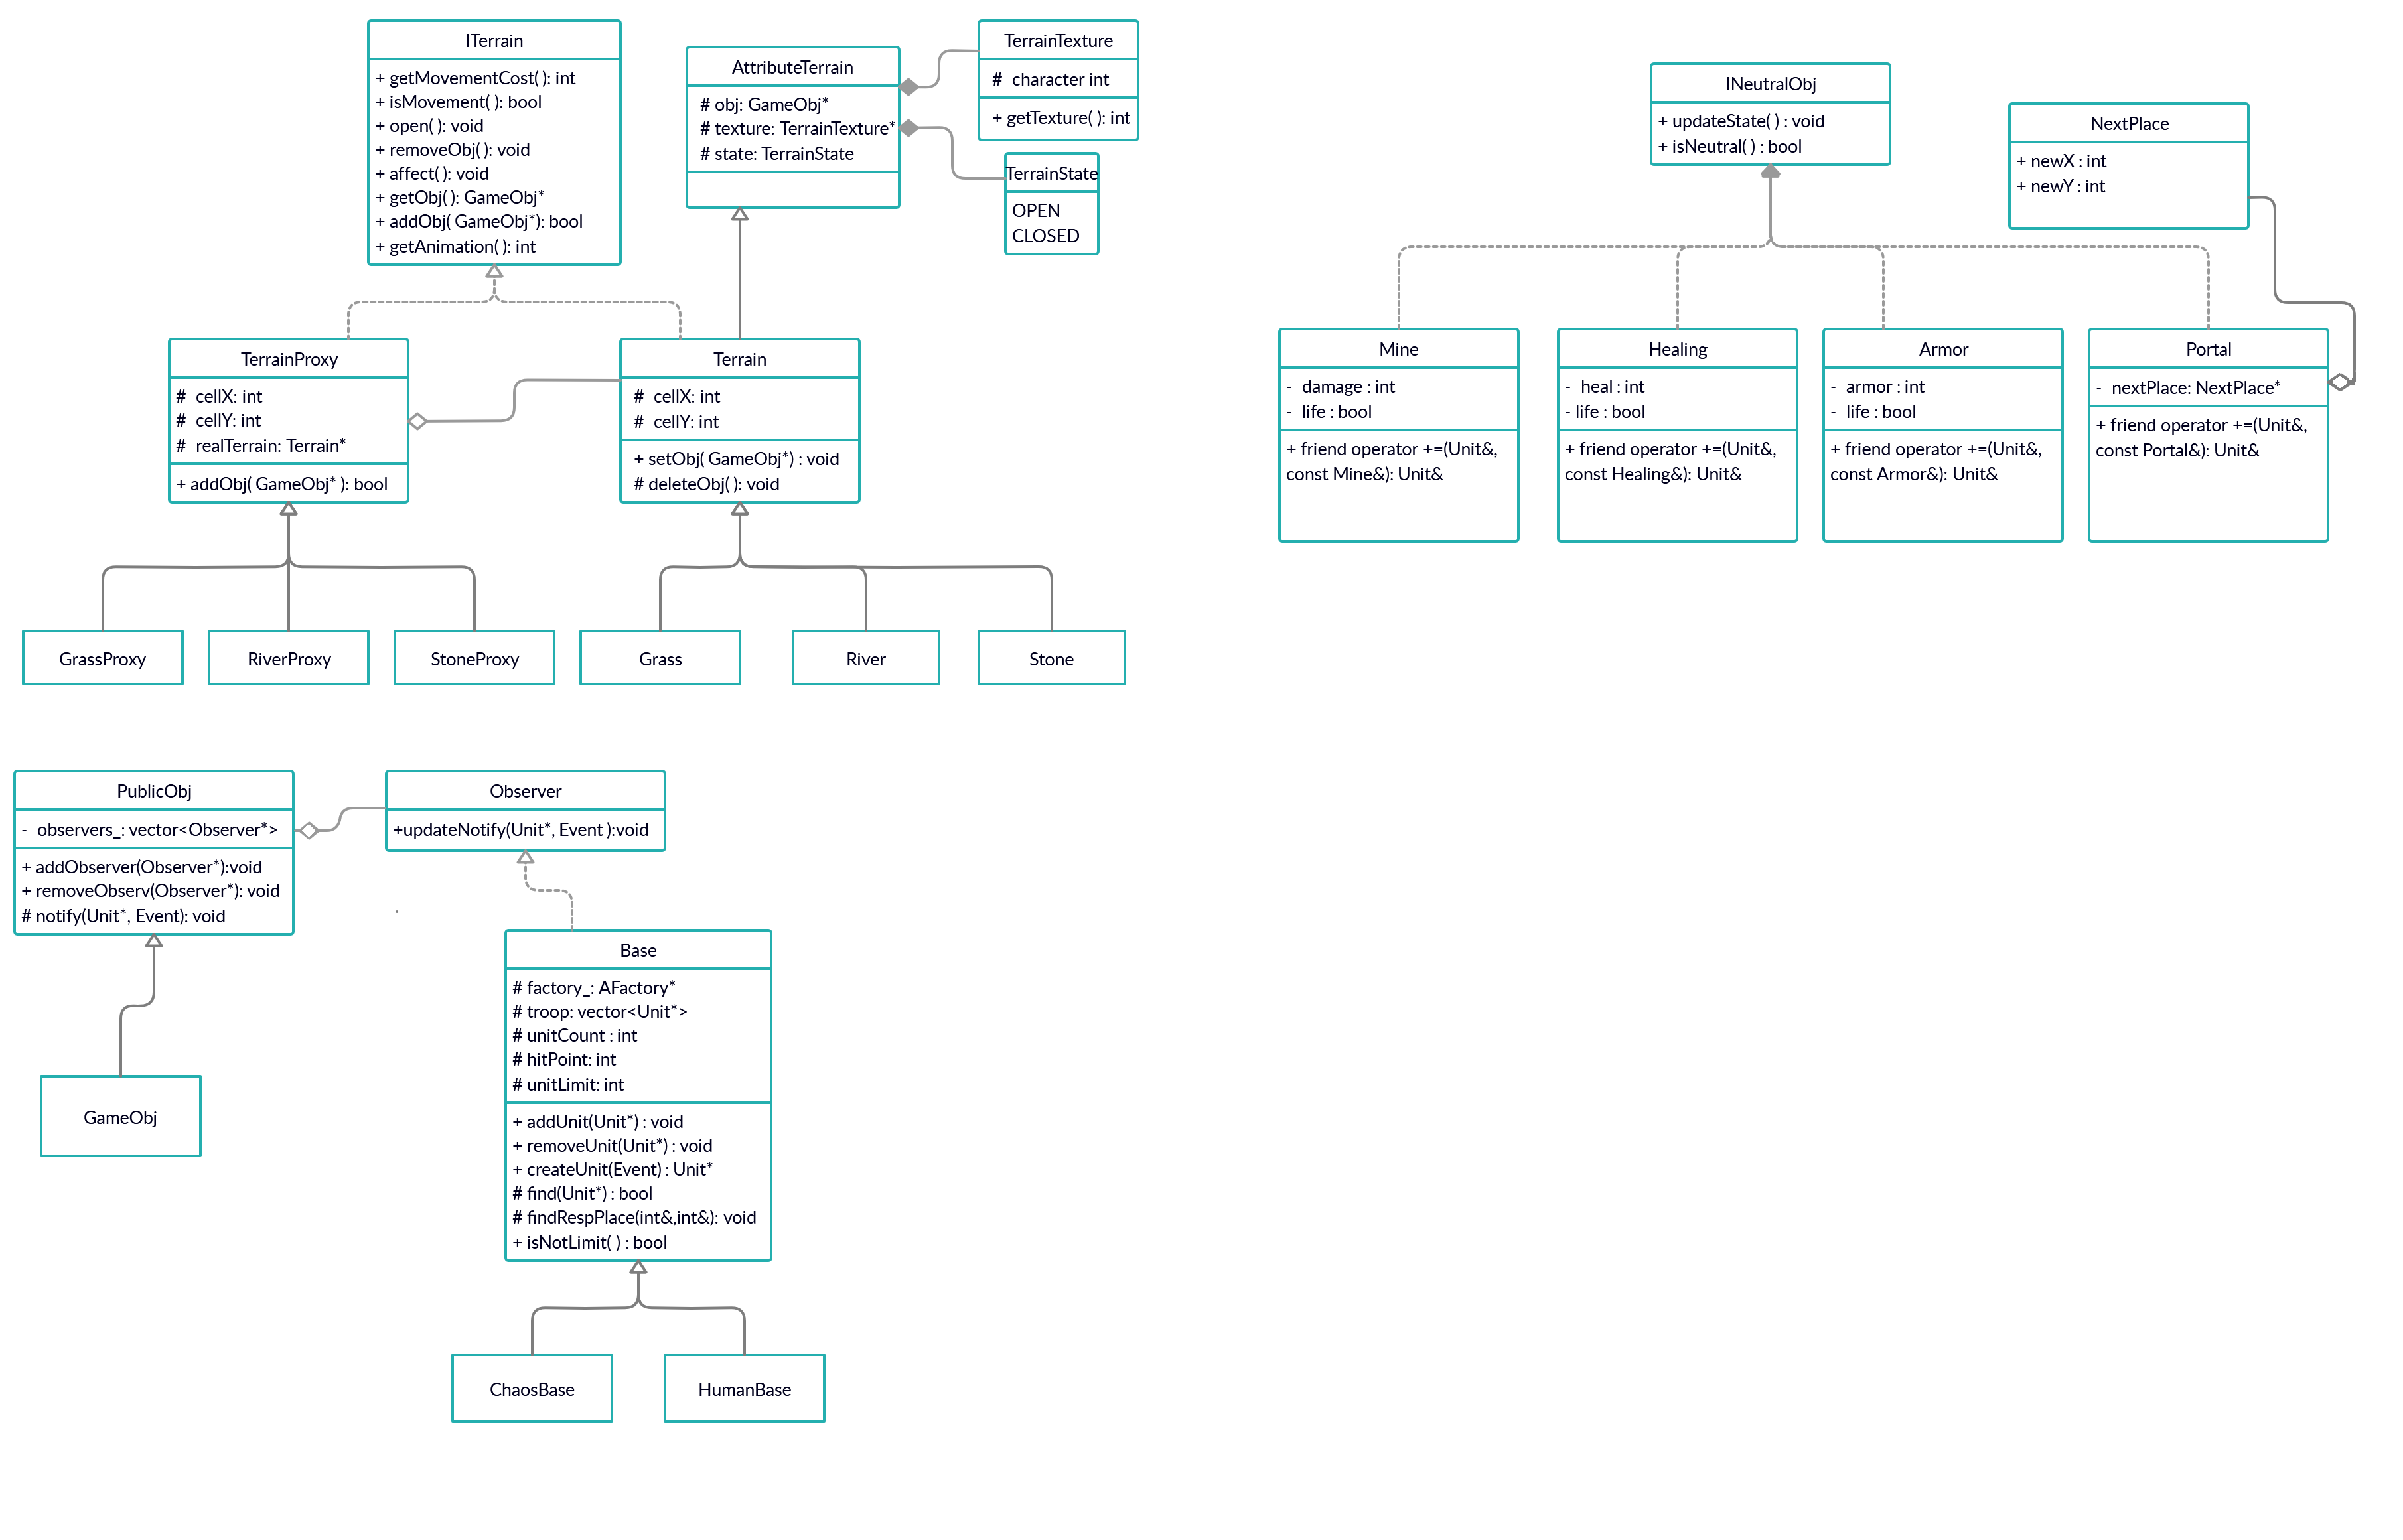 ITerrain
+ getMovementCost( ): int
+ isMovement( ): bool
+ open( ): void
+ removeObj( ): void
+ affect( ): void
+ getObj( ): GameObj*
+ addObj( GameObj*): bool
+ getAnimation( ): int
AttributeTerrain
# obj: GameObj*
# texture: TerrainTexture*
# state: TerrainState
TerrainTexture
# character int
+ getTexture( ): int
TerrainState
OPEN
CLOSED
TerrainProxy
# cellX: int
# cellY: int
# realTerrain: Terrain*
+ addObj( GameObj* ): bool
Terrain
# cellX: int
# cellY: int
+ setObj( GameObj*) : void
# deleteObj( ): void
GrassProxy
RiverProxy
StoneProxy
Grass
River
Stone
INeutralObj
+ updateState( ) : void
+ isNeutral( ) : bool
NextPlace
+ newX : int
+ newY : int
Mine
- damage : int
- life : bool
+ friend operator +=(Unit&,
const Mine&): Unit&
Healing
- heal : int
- life : bool
+ friend operator +=(Unit&,
const Healing&): Unit&
Armor
- armor : int
- life : bool
+ friend operator +=(Unit&,
const Armor&): Unit&
Portal
- nextPlace: NextPlace*
+ friend operator +=(Unit&,
const Portal&): Unit&
PublicObj
- observers_: vector<Observer*>
+ addObserver(Observer*):void
+ removeObserv(Observer*): void
# notify(Unit*, Event): void
Observer
+updateNotify(Unit*, Event ):void
GameObj
Base
# factory_: AFactory*
# troop: vector<Unit*>
# unitCount : int
# hitPoint: int
# unitLimit: int
+ addUnit(Unit*) : void
+ removeUnit(Unit*) : void
+ createUnit(Event) : Unit*
# find(Unit*) : bool
# findRespPlace(int&,int&): void
+ isNotLimit( ) : bool
ChaosBase
HumanBase